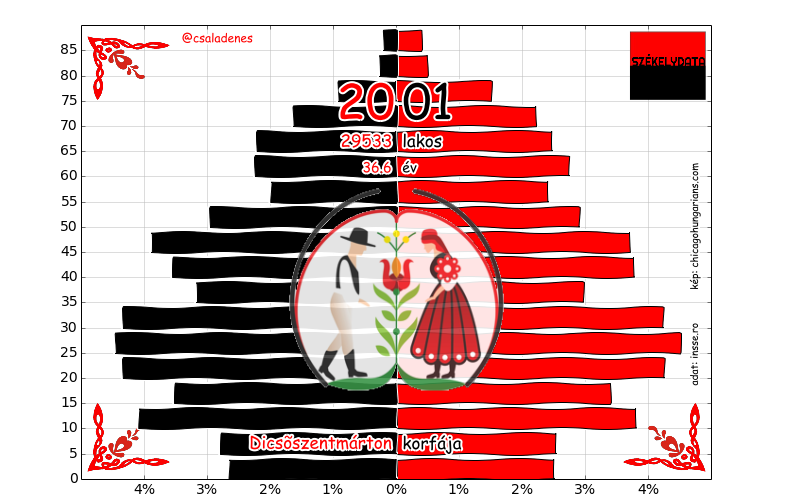 @csaladenes
SZÉKELYDATA
2001
29533 lakos
36.6 év
kép: chicagohungarians.com
adat: insse.ro
Dicsõszentmárton korfája
85
80
75
70
65
60
55
50
45
40
35
30
25
20
15
10
5
0
4% 3% 2% 1% 0% 1% 2% 3% 4%